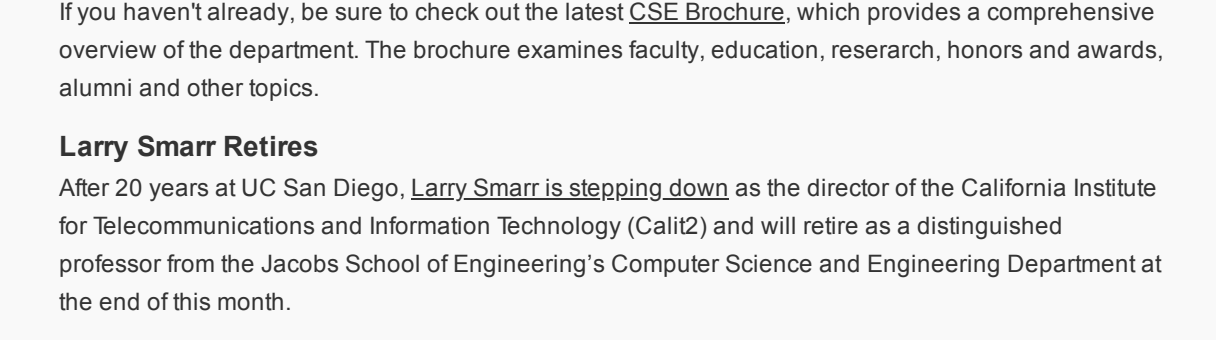 If you haven't already, be sure to check out the latest CSE Brochure, which provides a comprehensive
overview of the department. The brochure examines faculty, education, reserarch, honors and awards,
alumni and other topics.
Larry Smarr Retires
After 20 years at UC San Diego, Larry Smarr is stepping down as the director of the California Institute
for Telecommunications and Information Technology (Calit2) and will retire as a distinguished
professor from the Jacobs School of Engineering’s Computer Science and Engineering Department at
the end of this month.